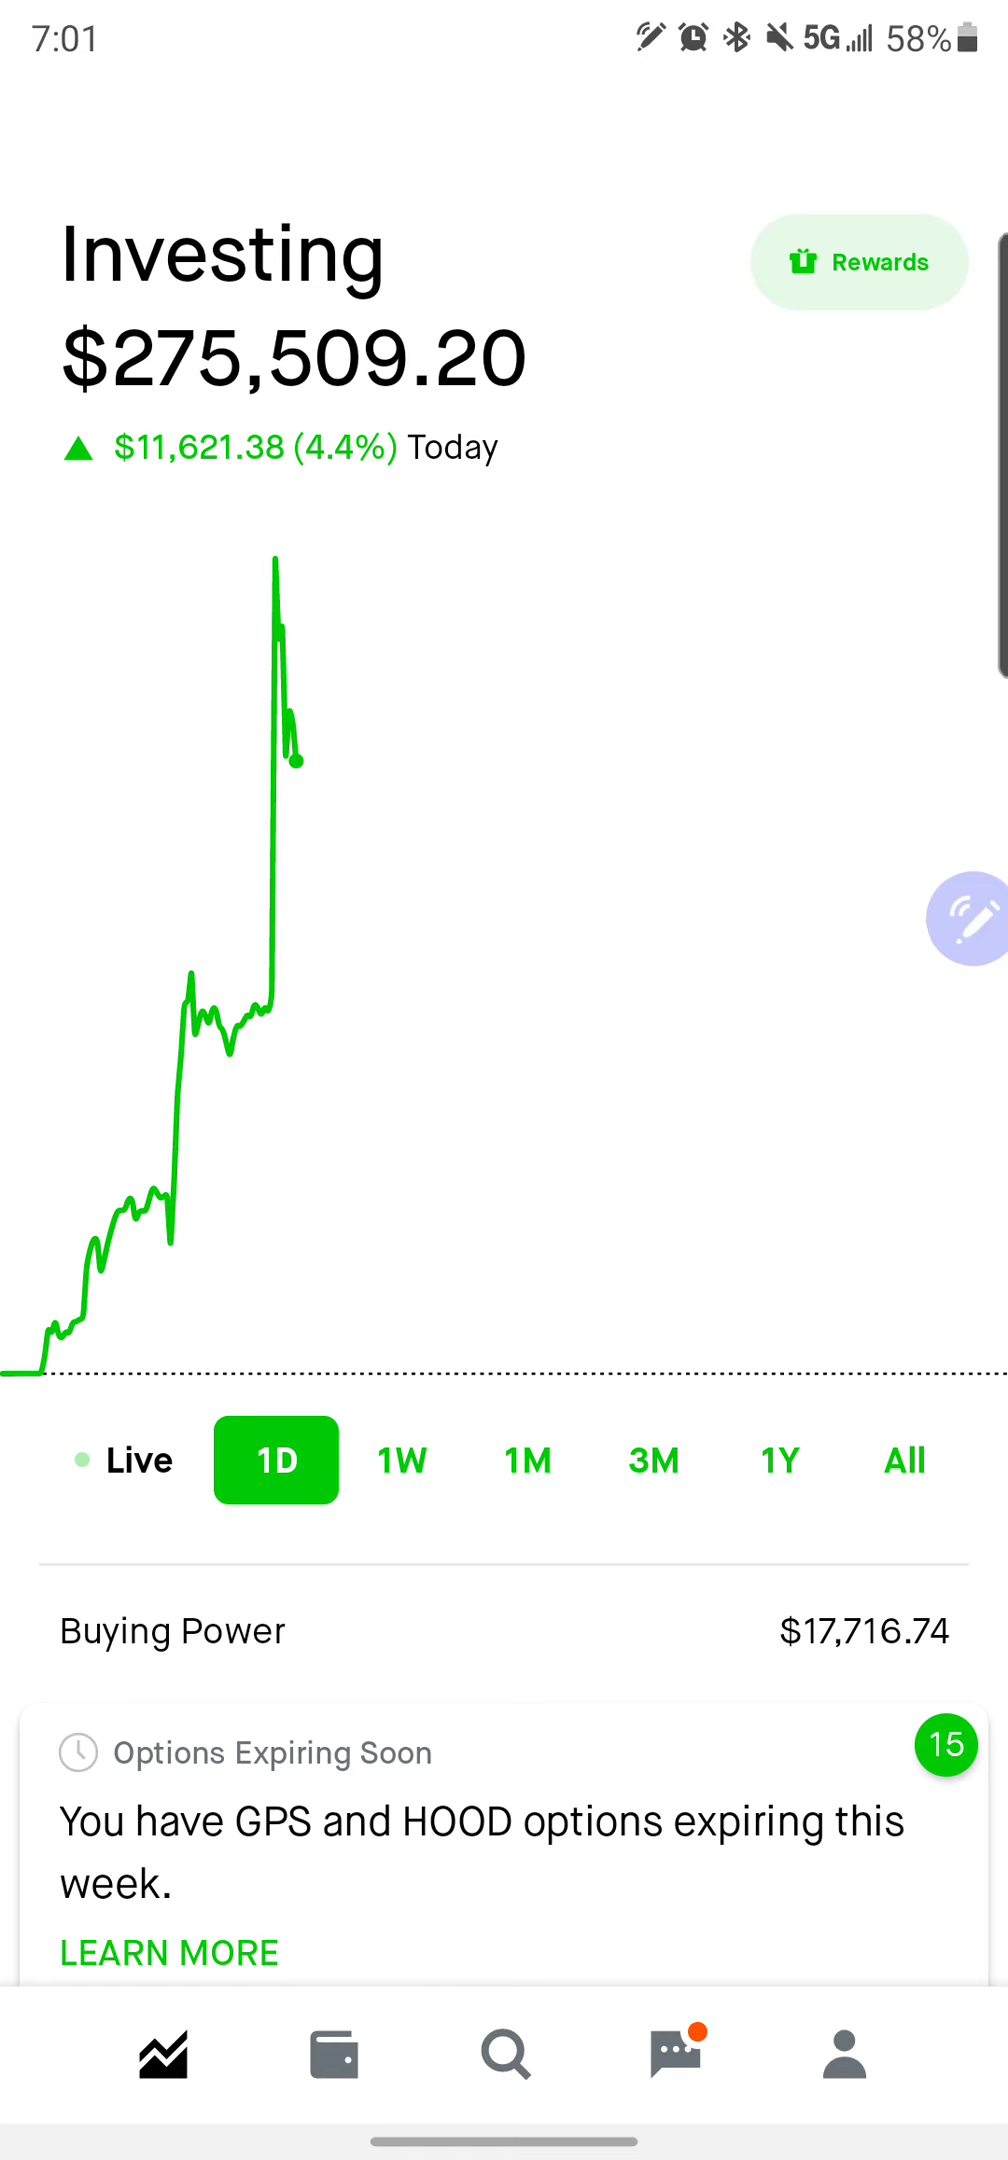 7:01 5G 58%
Investing
Rewards
$275,509.20
▲ $11,621.38 (4.4%) Today
Live 1D 1W 1M 3M 1Y All
Buying Power $17,716.74
Options Expiring Soon 15
You have GPS and HOOD options expiring this
week.
LEARN MORE